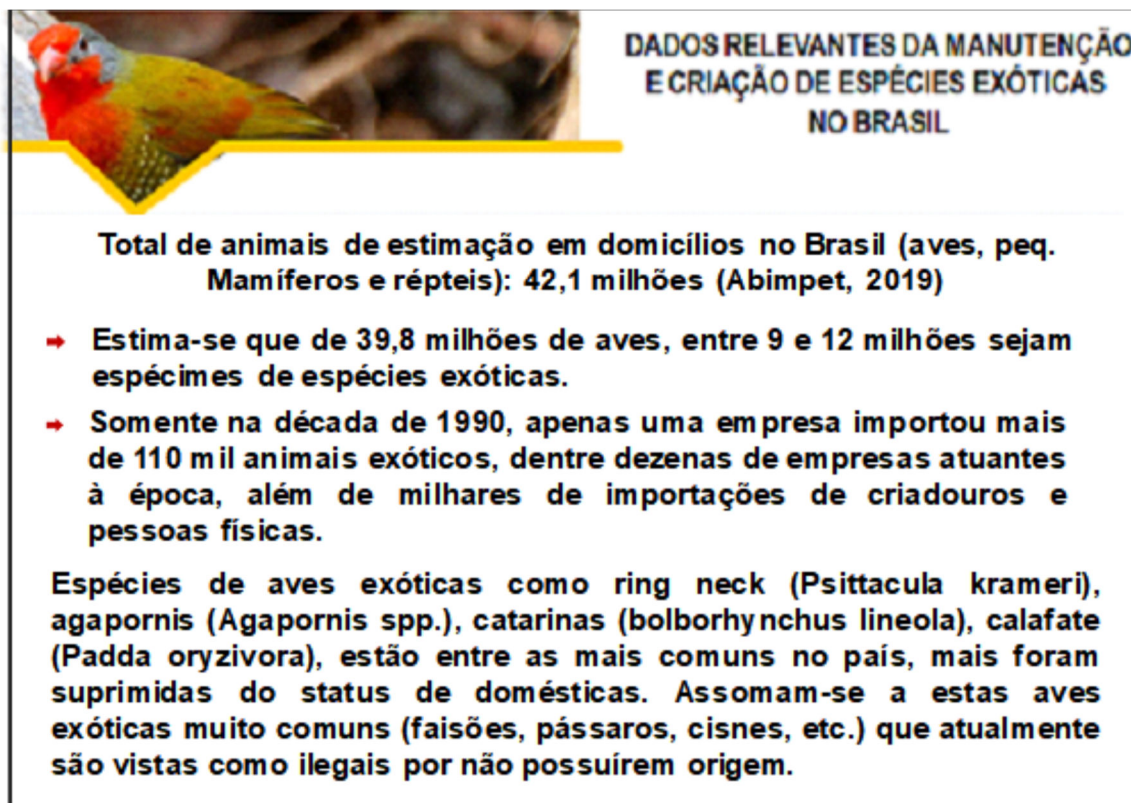 DADOS RELEVANTES DA MANUTENÇÃO
E CRIAÇÃO DE ESPÉCIES EXÓTICAS
NO BRASIL
Total de animais de estimação em domicílios no Brasil (aves, peq.
Mamíferos e répteis): 42,1 milhões (Abimpet, 2019)
Estima-se que de 39,8 milhões de aves, entre 9 e 12 milhões sejam
espécimes de espécies exóticas.
Somente na década de 1990, apenas uma empresa importou mais
de 110 mil animais exóticos, dentre dezenas de empresas atuantes
à época, além de milhares de importações de criadouros e
pessoas físicas.
Espécies de aves exóticas como ring neck (Psittacula krameri),
agapornis (Agapornis spp.), catarinas (bolborhynchus lineola), calafate
(Padda oryzivora), estão entre as mais comuns no país, mais foram
suprimidas do status de domésticas. Assomam-se a estas aves
exóticas muito comuns (faisões, pássaros, cisnes, etc.) que atualmente
são vistas como ilegais por não possuírem origem.